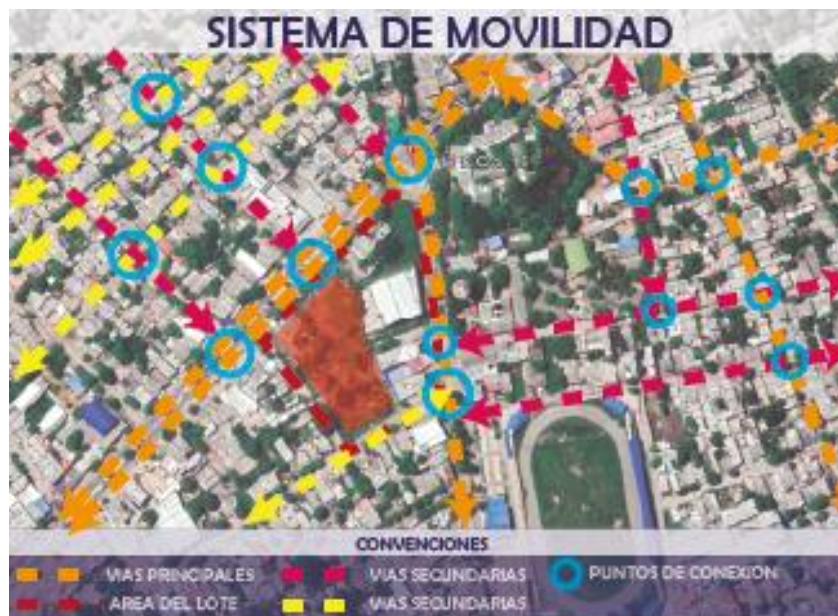 SISTEMA DE MOVILIDAD
CONVENCIONES
VIAS PRINCIPALES
VIAS SECUNDARIAS
PUNTOS DE CONEXION
AREA DEL LOTE
VIAS SECUNDARIAS